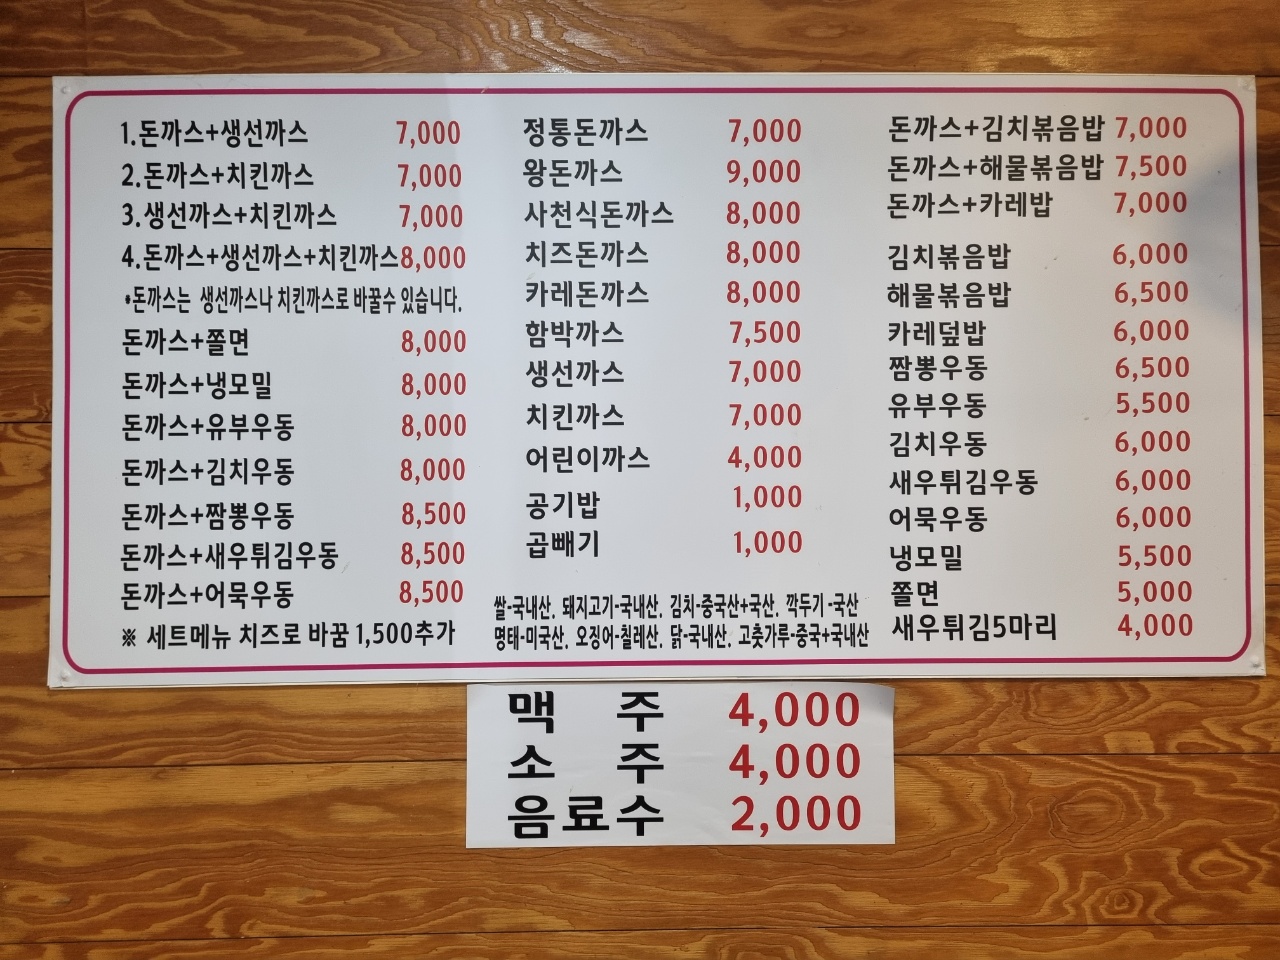 1.돈까스+생선까스 7,000
2.돈까스+치킨까스 7,000
3.생선까스+치킨까스 7,000
4.돈까스+생선까스+치킨까스 8,000
*돈까스는 생선까스나 치킨까스로 바꿀수 있습니다.
돈까스+쫄면 8,000
돈까스+냉모밀 8,000
돈까스+유부우동 8,000
돈까스+김치우동 8,000
돈까스+짬뽕우동 8,500
돈까스+새우튀김우동 8,500
돈까스+어묵우동 8,500
※ 세트메뉴 치즈로 바꿈 1,500추가
정통돈까스 7,000
왕돈까스 9,000
사천식돈까스 8,000
치즈돈까스 8,000
카레돈까스 8,000
함박까스 7,500
생선까스 7,000
치킨까스 7,000
어린이까스 4,000
공기밥 1,000
곱빼기 1,000
쌀-국내산. 돼지고기-국내산. 김치-중국산+국산. 깍두기-국산
명태-미국산. 오징어-칠레산. 닭-국내산. 고춧가루-중국+국내산
돈까스+김치볶음밥 7,000
돈까스+해물볶음밥 7,500
돈까스+카레밥 7,000
김치볶음밥 6,000
해물볶음밥 6,500
카레덮밥 6,000
짬뽕우동 6,500
유부우동 5,500
김치우동 6,000
새우튀김우동 6,000
어묵우동 6,000
냉모밀 5,500
쫄면 5,000
새우튀김5마리 4,000
맥 주 4,000
소 주 4,000
음료수 2,000